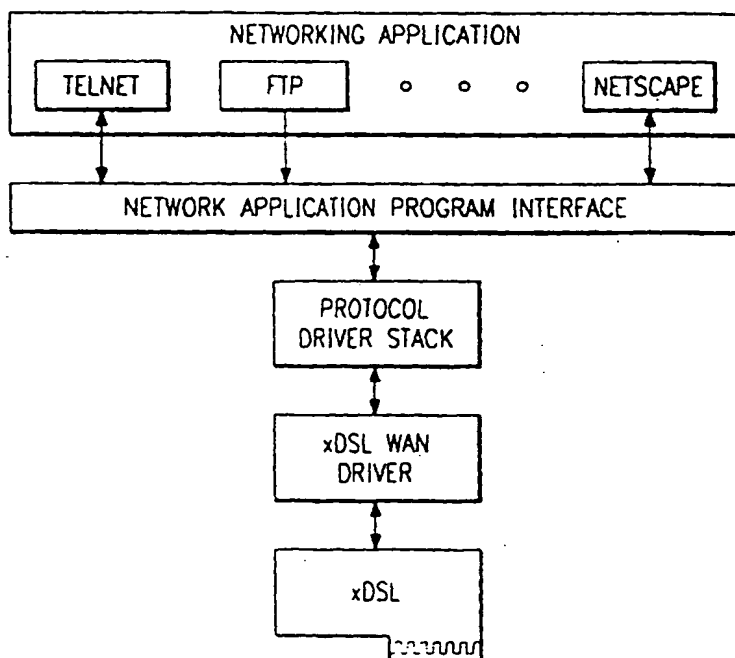 NETWORKING APPLICATION
TELNET
FTP
NETSCAPE
NETWORK APPLICATION PROGRAM INTERFACE
PROTOCOL
DRIVER STACK
xDSL WAN
DRIVER
xDSL